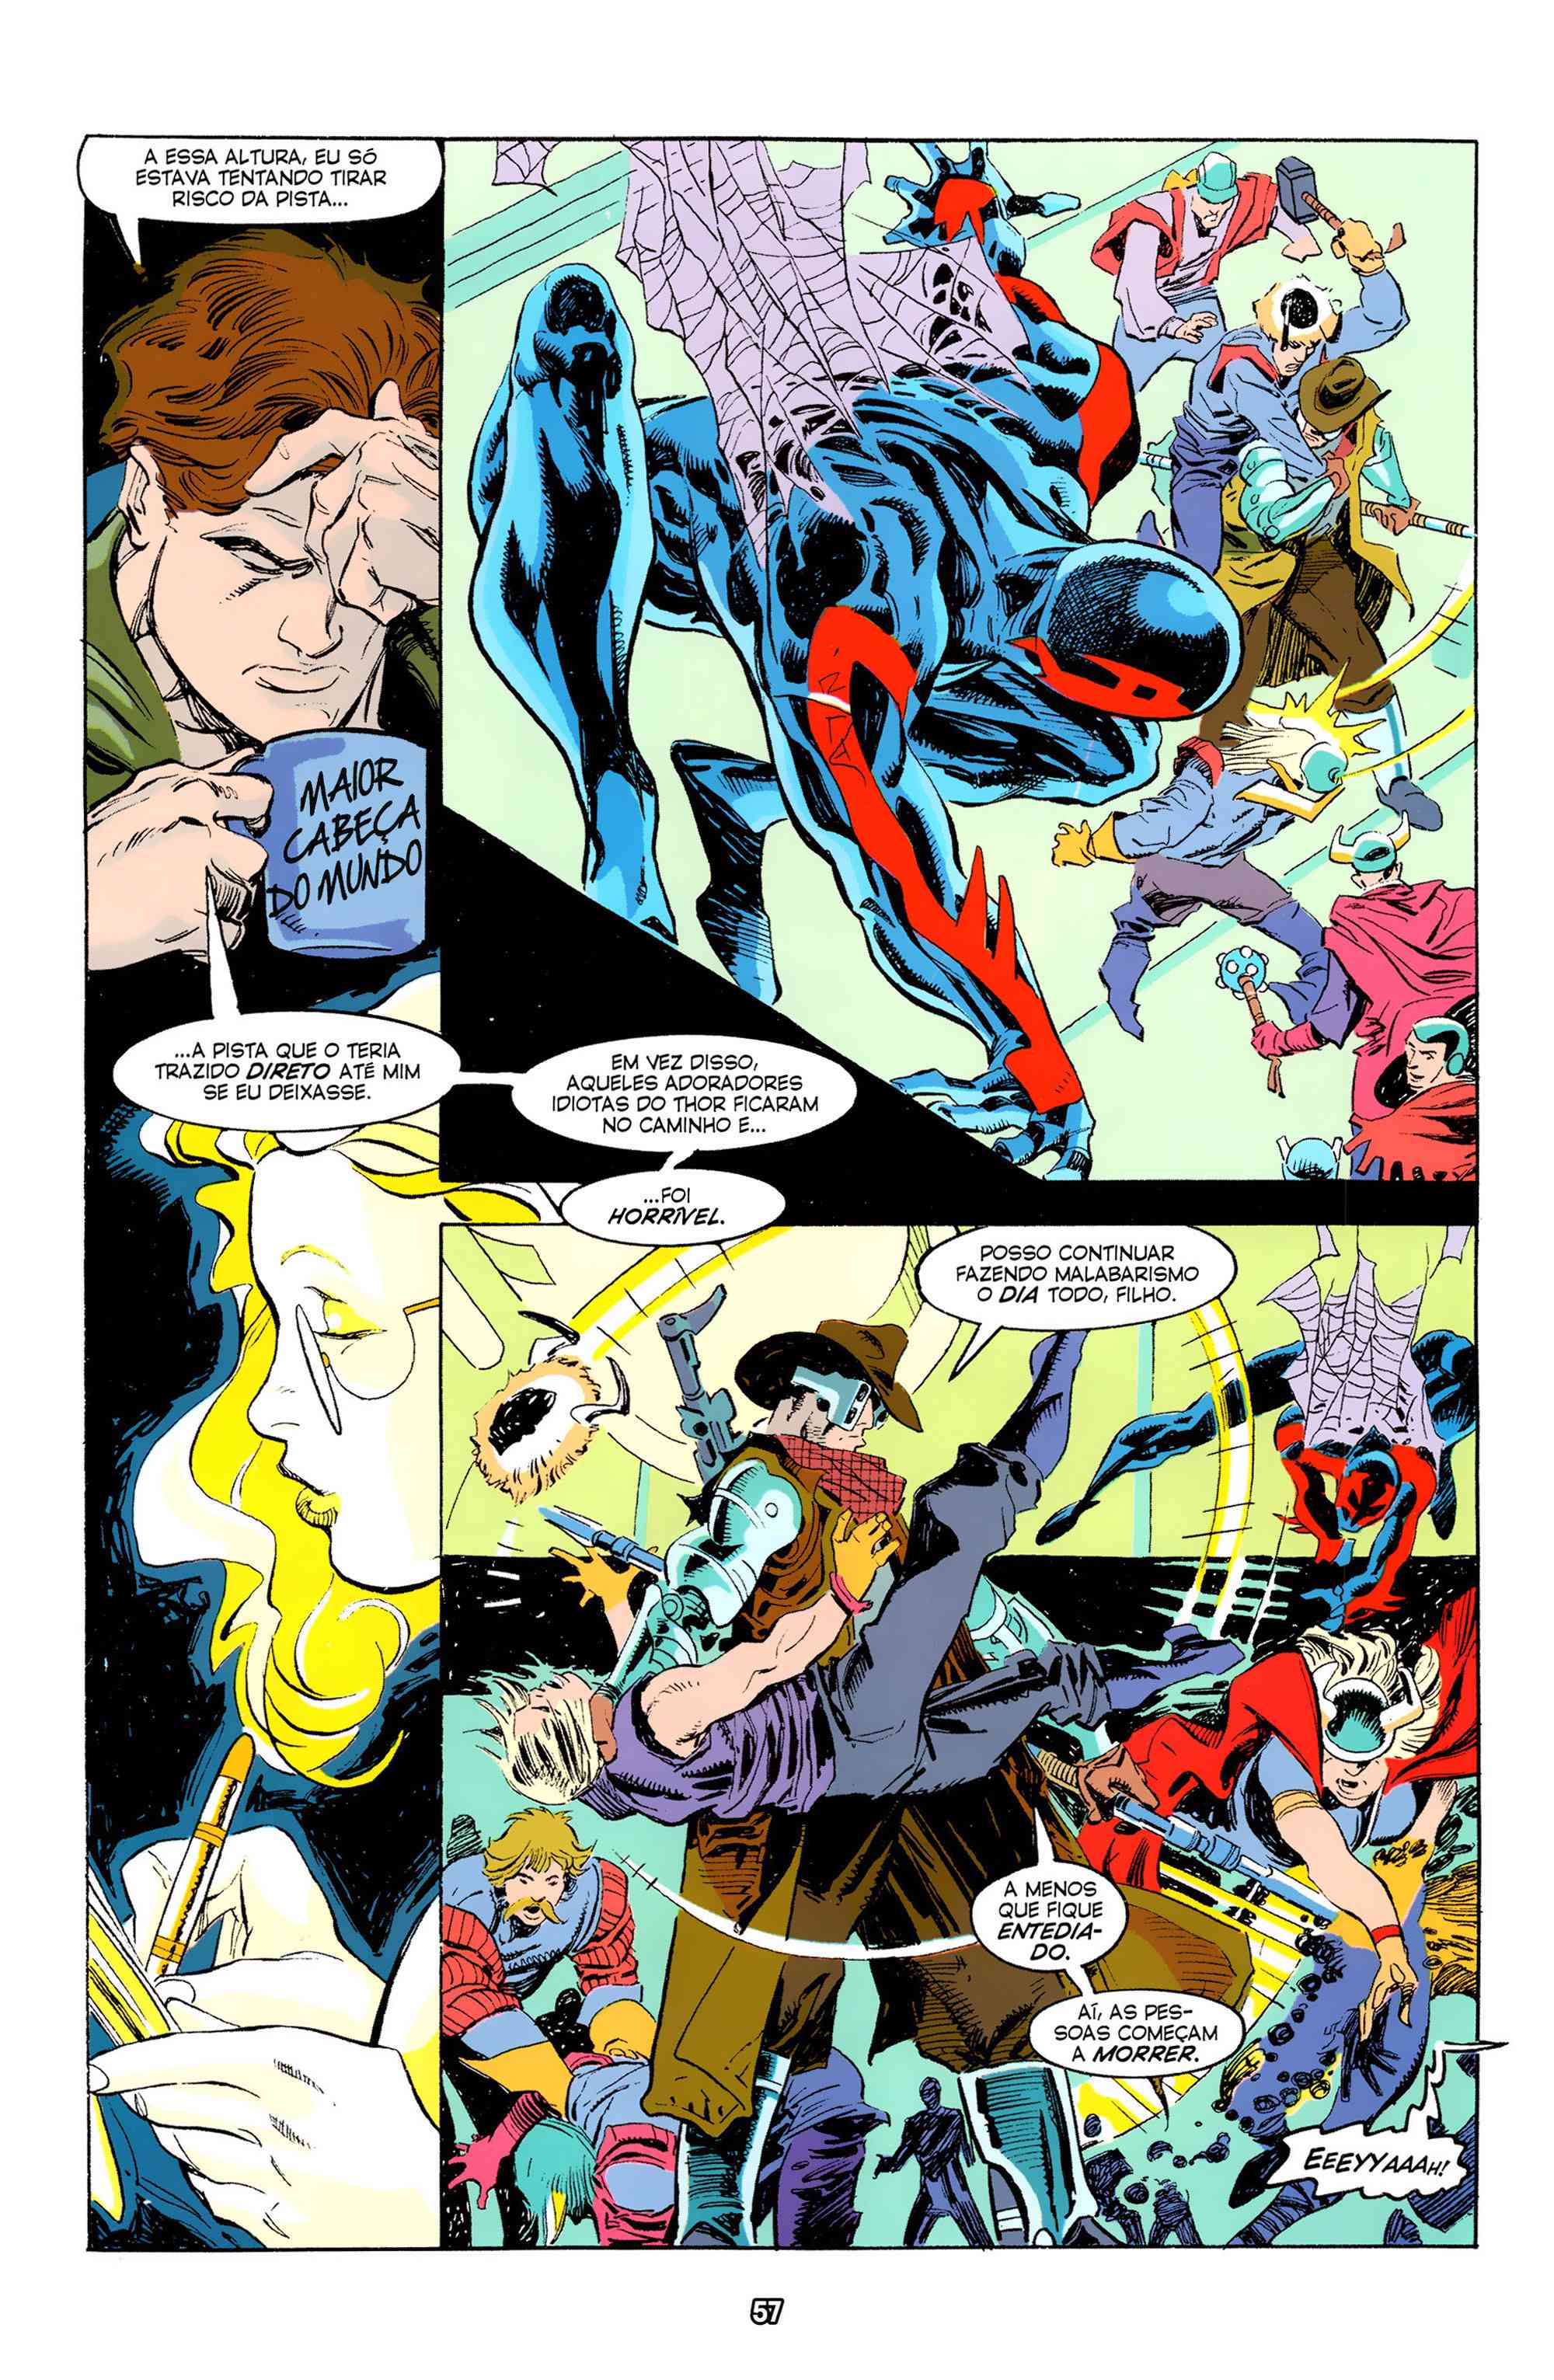 A ESSA ALTURA, EU SÓ
ESTAVA TENTANDO TIRAR
RISCO DA PISTA...
MAIOR
CABEÇA
DO MUNDO
...A PISTA QUE O TERIA
TRAZIDO DIRETO ATÉ MIM
SE EU DEIXASSE.
EM VEZ DISSO,
AQUELES ADORADORES
IDIOTAS DO THOR FICARAM
NO CAMINHO E...
...FOI
HORRÍVEL.
POSSO CONTINUAR
FAZENDO MALABARISMO
O DIA TODO, FILHO.
A MENOS
QUE FIQUE
ENTEDIA-
DO.
AÍ, AS PES-
SOAS COMEÇAM
A MORRER.
EEEYYAAAH!
57